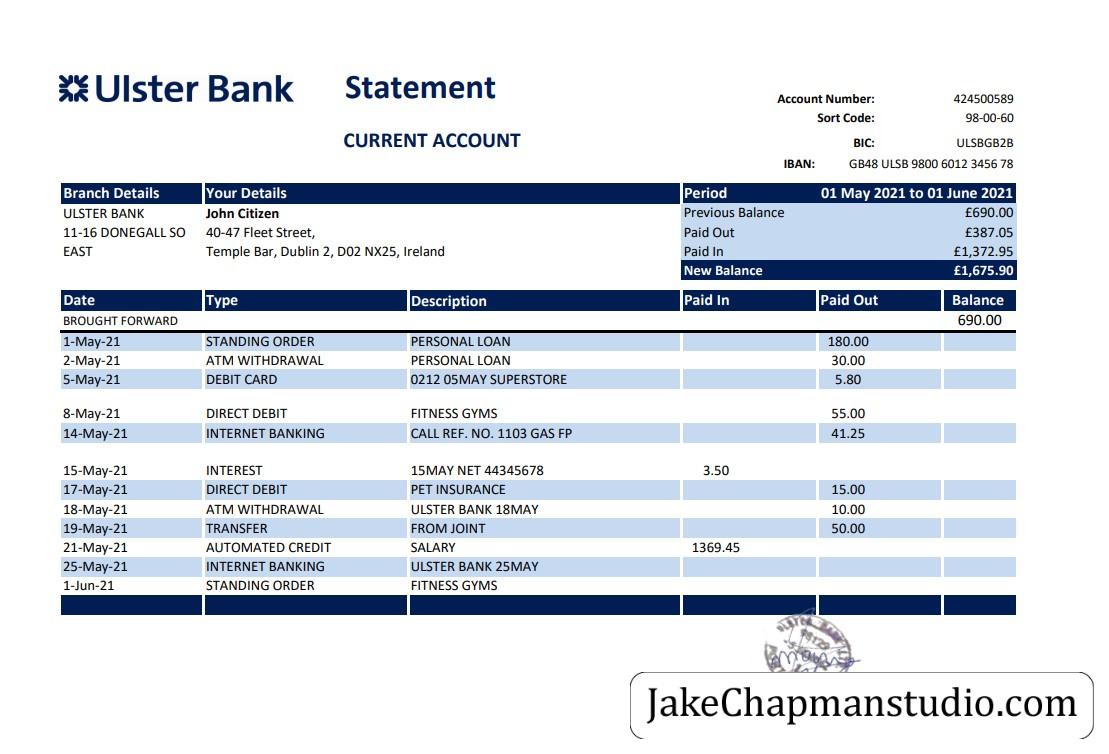 Ulster Bank Statement
CURRENT ACCOUNT
Account Number: 424500589
Sort Code: 98-00-60
BIC: ULSBGB2B
IBAN: GB48 ULSB 9800 6012 3456 78
Branch Details Your Details Period 01 May 2021 to 01 June 2021
ULSTER BANK John Citizen Previous Balance £690.00
11-16 DONEGALL SO 40-47 Fleet Street, Paid Out £387.05
EAST Temple Bar, Dublin 2, D02 NX25, Ireland Paid In £1,372.95
New Balance £1,675.90
Date Type Description Paid In Paid Out Balance
BROUGHT FORWARD 690.00
1-May-21 STANDING ORDER PERSONAL LOAN 180.00
2-May-21 ATM WITHDRAWAL PERSONAL LOAN 30.00
5-May-21 DEBIT CARD 0212 05MAY SUPERSTORE 5.80
8-May-21 DIRECT DEBIT FITNESS GYMS 55.00
14-May-21 INTERNET BANKING CALL REF. NO. 1103 GAS FP 41.25
15-May-21 INTEREST 15MAY NET 44345678 3.50
17-May-21 DIRECT DEBIT PET INSURANCE 15.00
18-May-21 ATM WITHDRAWAL ULSTER BANK 18MAY 10.00
19-May-21 TRANSFER FROM JOINT 50.00
21-May-21 AUTOMATED CREDIT SALARY 1369.45
25-May-21 INTERNET BANKING ULSTER BANK 25MAY
1-Jun-21 STANDING ORDER FITNESS GYMS
ULSTER BANK
JakeChapmanstudio.com